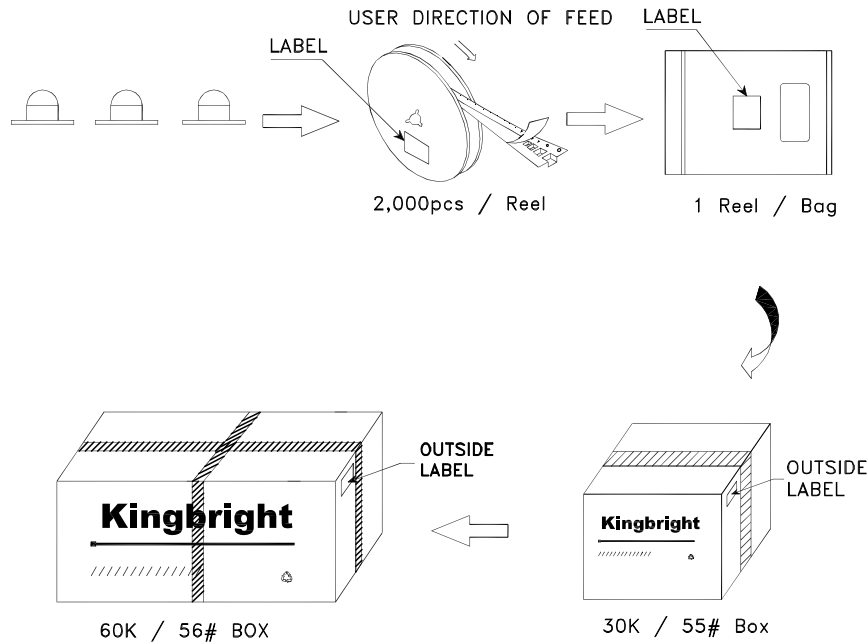 USER DIRECTION OF FEED
LABEL
LABEL
2,000pcs / Reel
1 Reel / Bag
OUTSIDE
LABEL
Kingbright
60K / 56# BOX
OUTSIDE
LABEL
Kingbright
30K / 55# Box